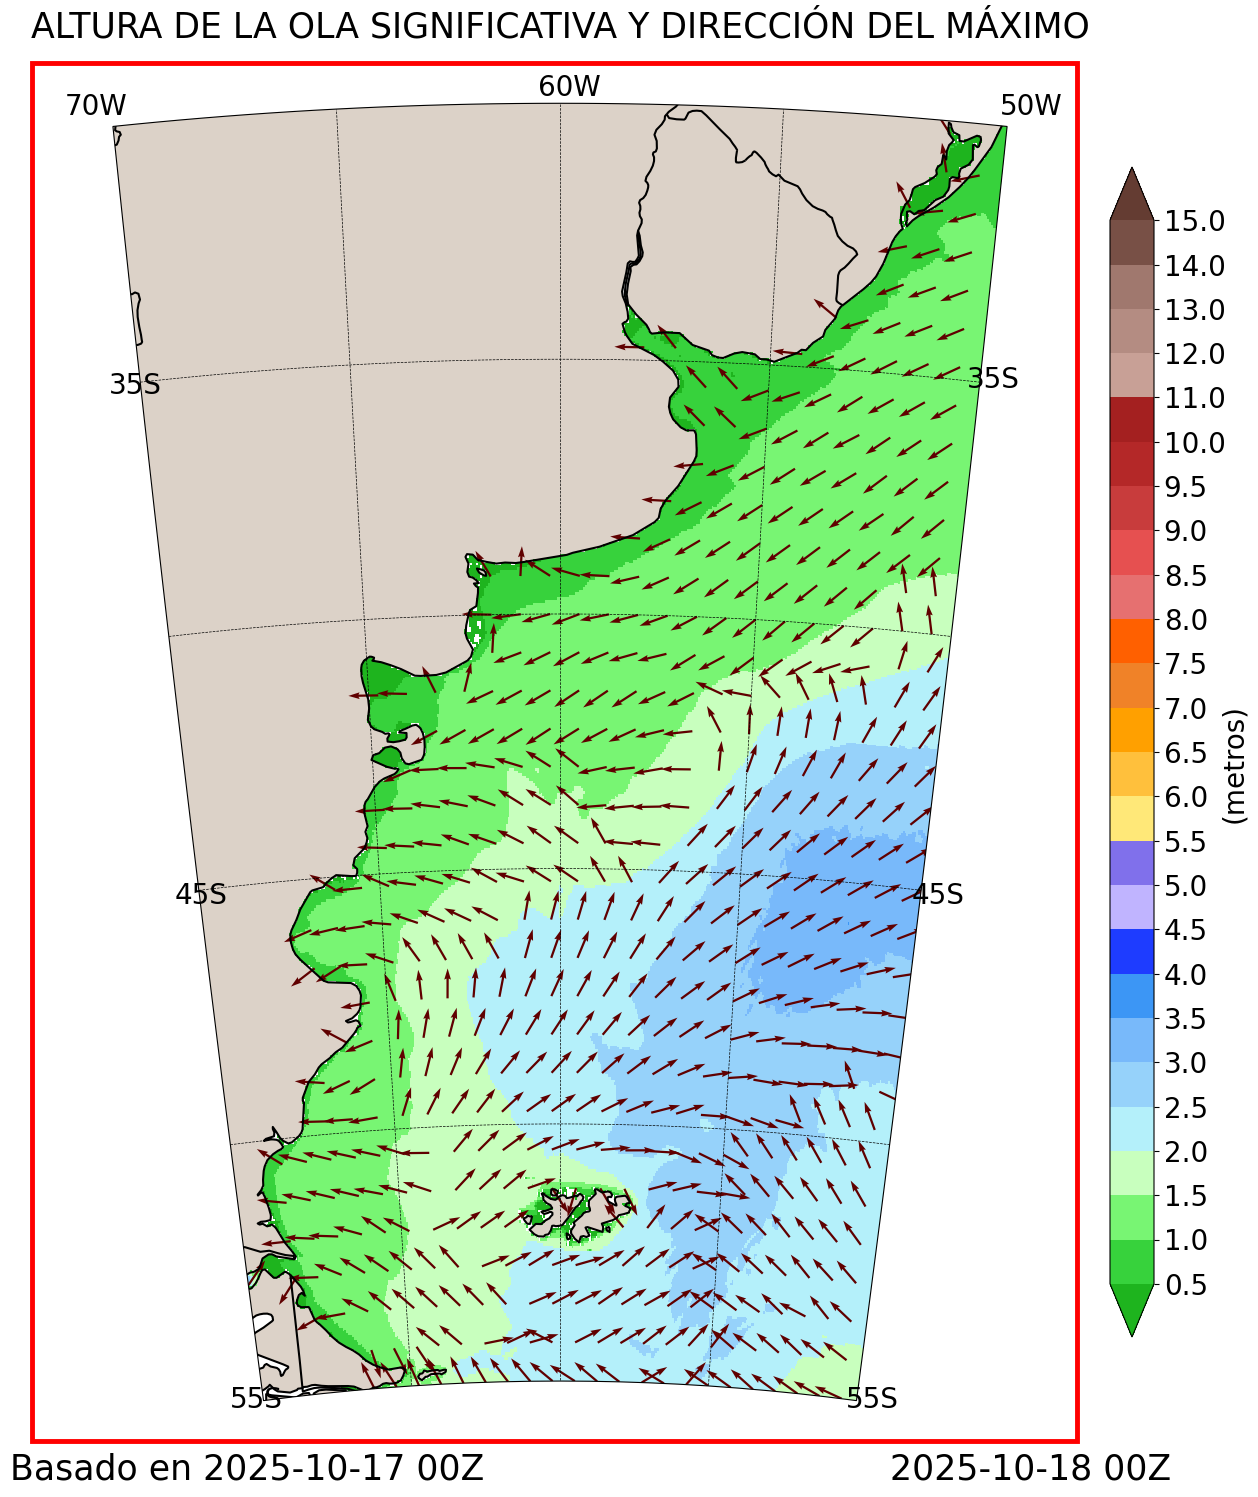 ALTURA DE LA OLA SIGNIFICATIVA Y DIRECCIÓN DEL MÁXIMO
70W
60W
50W
35S
35S
45S
45S
55S
55S
15.0
14.0
13.0
12.0
11.0
10.0
9.5
9.0
8.5
8.0
7.5
7.0
6.5
6.0
5.5
5.0
4.5
4.0
3.5
3.0
2.5
2.0
1.5
1.0
0.5
(metros)
Basado en 2025-10-17 00Z
2025-10-18 00Z